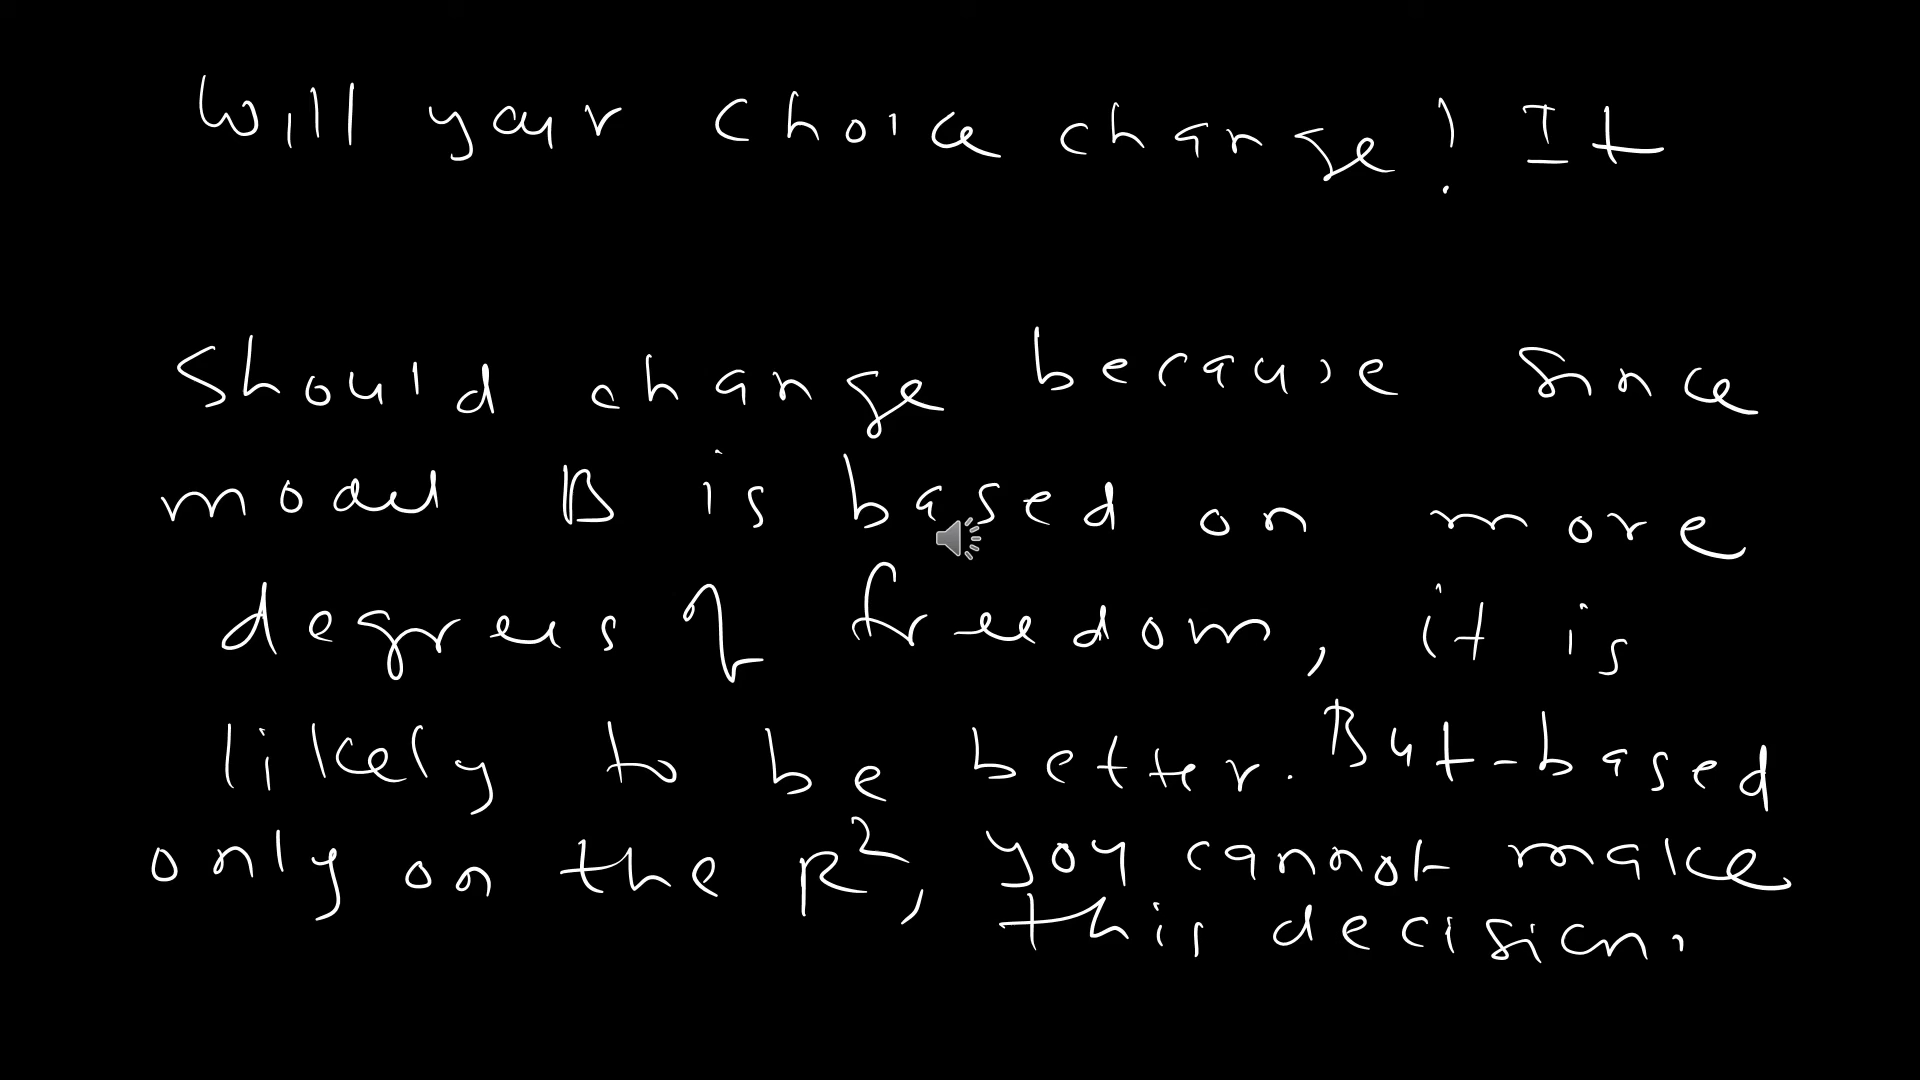 Will your choice change? It
should change because since
model B is based on more
degrees of freedom, it is
likely to be better. But based
only on the R², you cannot make
this decision.